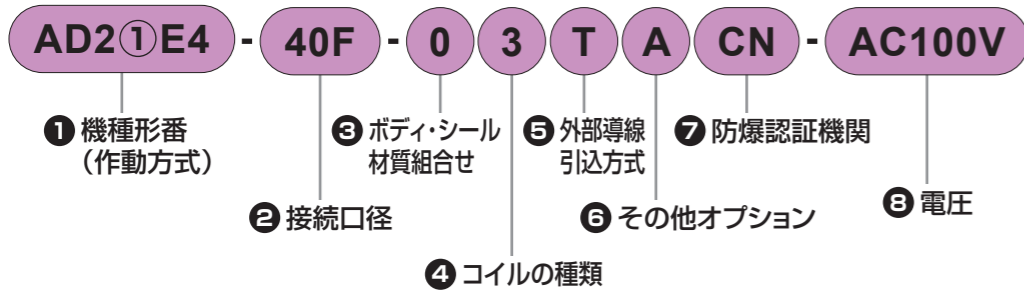 AD2①E4 - 40F - 0 3 T A CN - AC100V
❶ 機種形番
(作動方式)
❸ ボディ・シール
材質組合せ
❺ 外部導線
引込方式
❼ 防爆認証機関
❷ 接続口径
❻ その他オプション
❽ 電圧
❹ コイルの種類